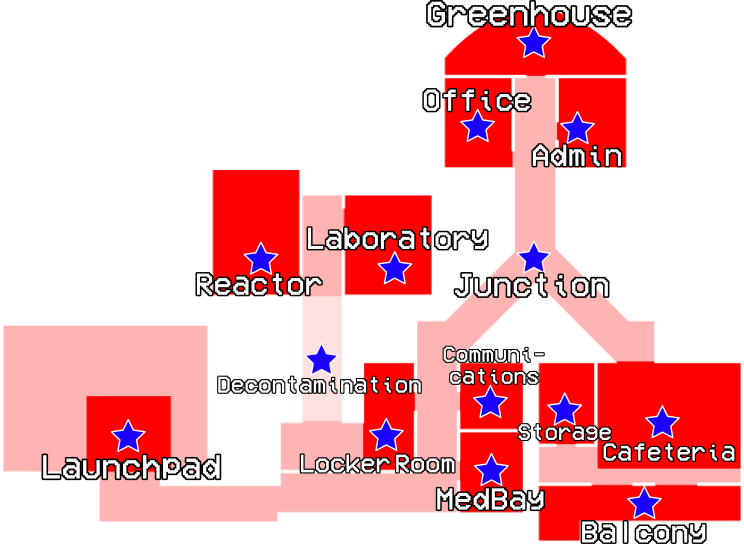 Greenhouse
Office
Admin
Laboratory
Reactor
Junction
Communi-
cations
Decontamination
Storage
Cafeteria
Launchpad
Locker Room
MedBay
Balcony